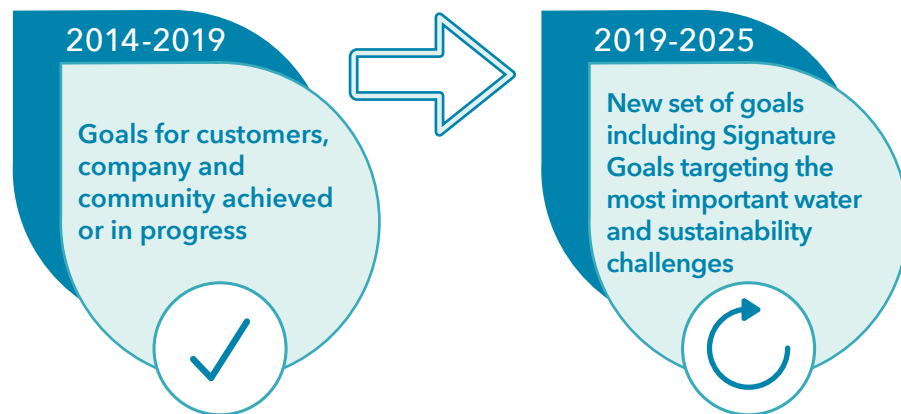 2014-2019
Goals for customers,
company and
community achieved
or in progress
2019-2025
New set of goals
including Signature
Goals targeting the
most important water
and sustainability
challenges